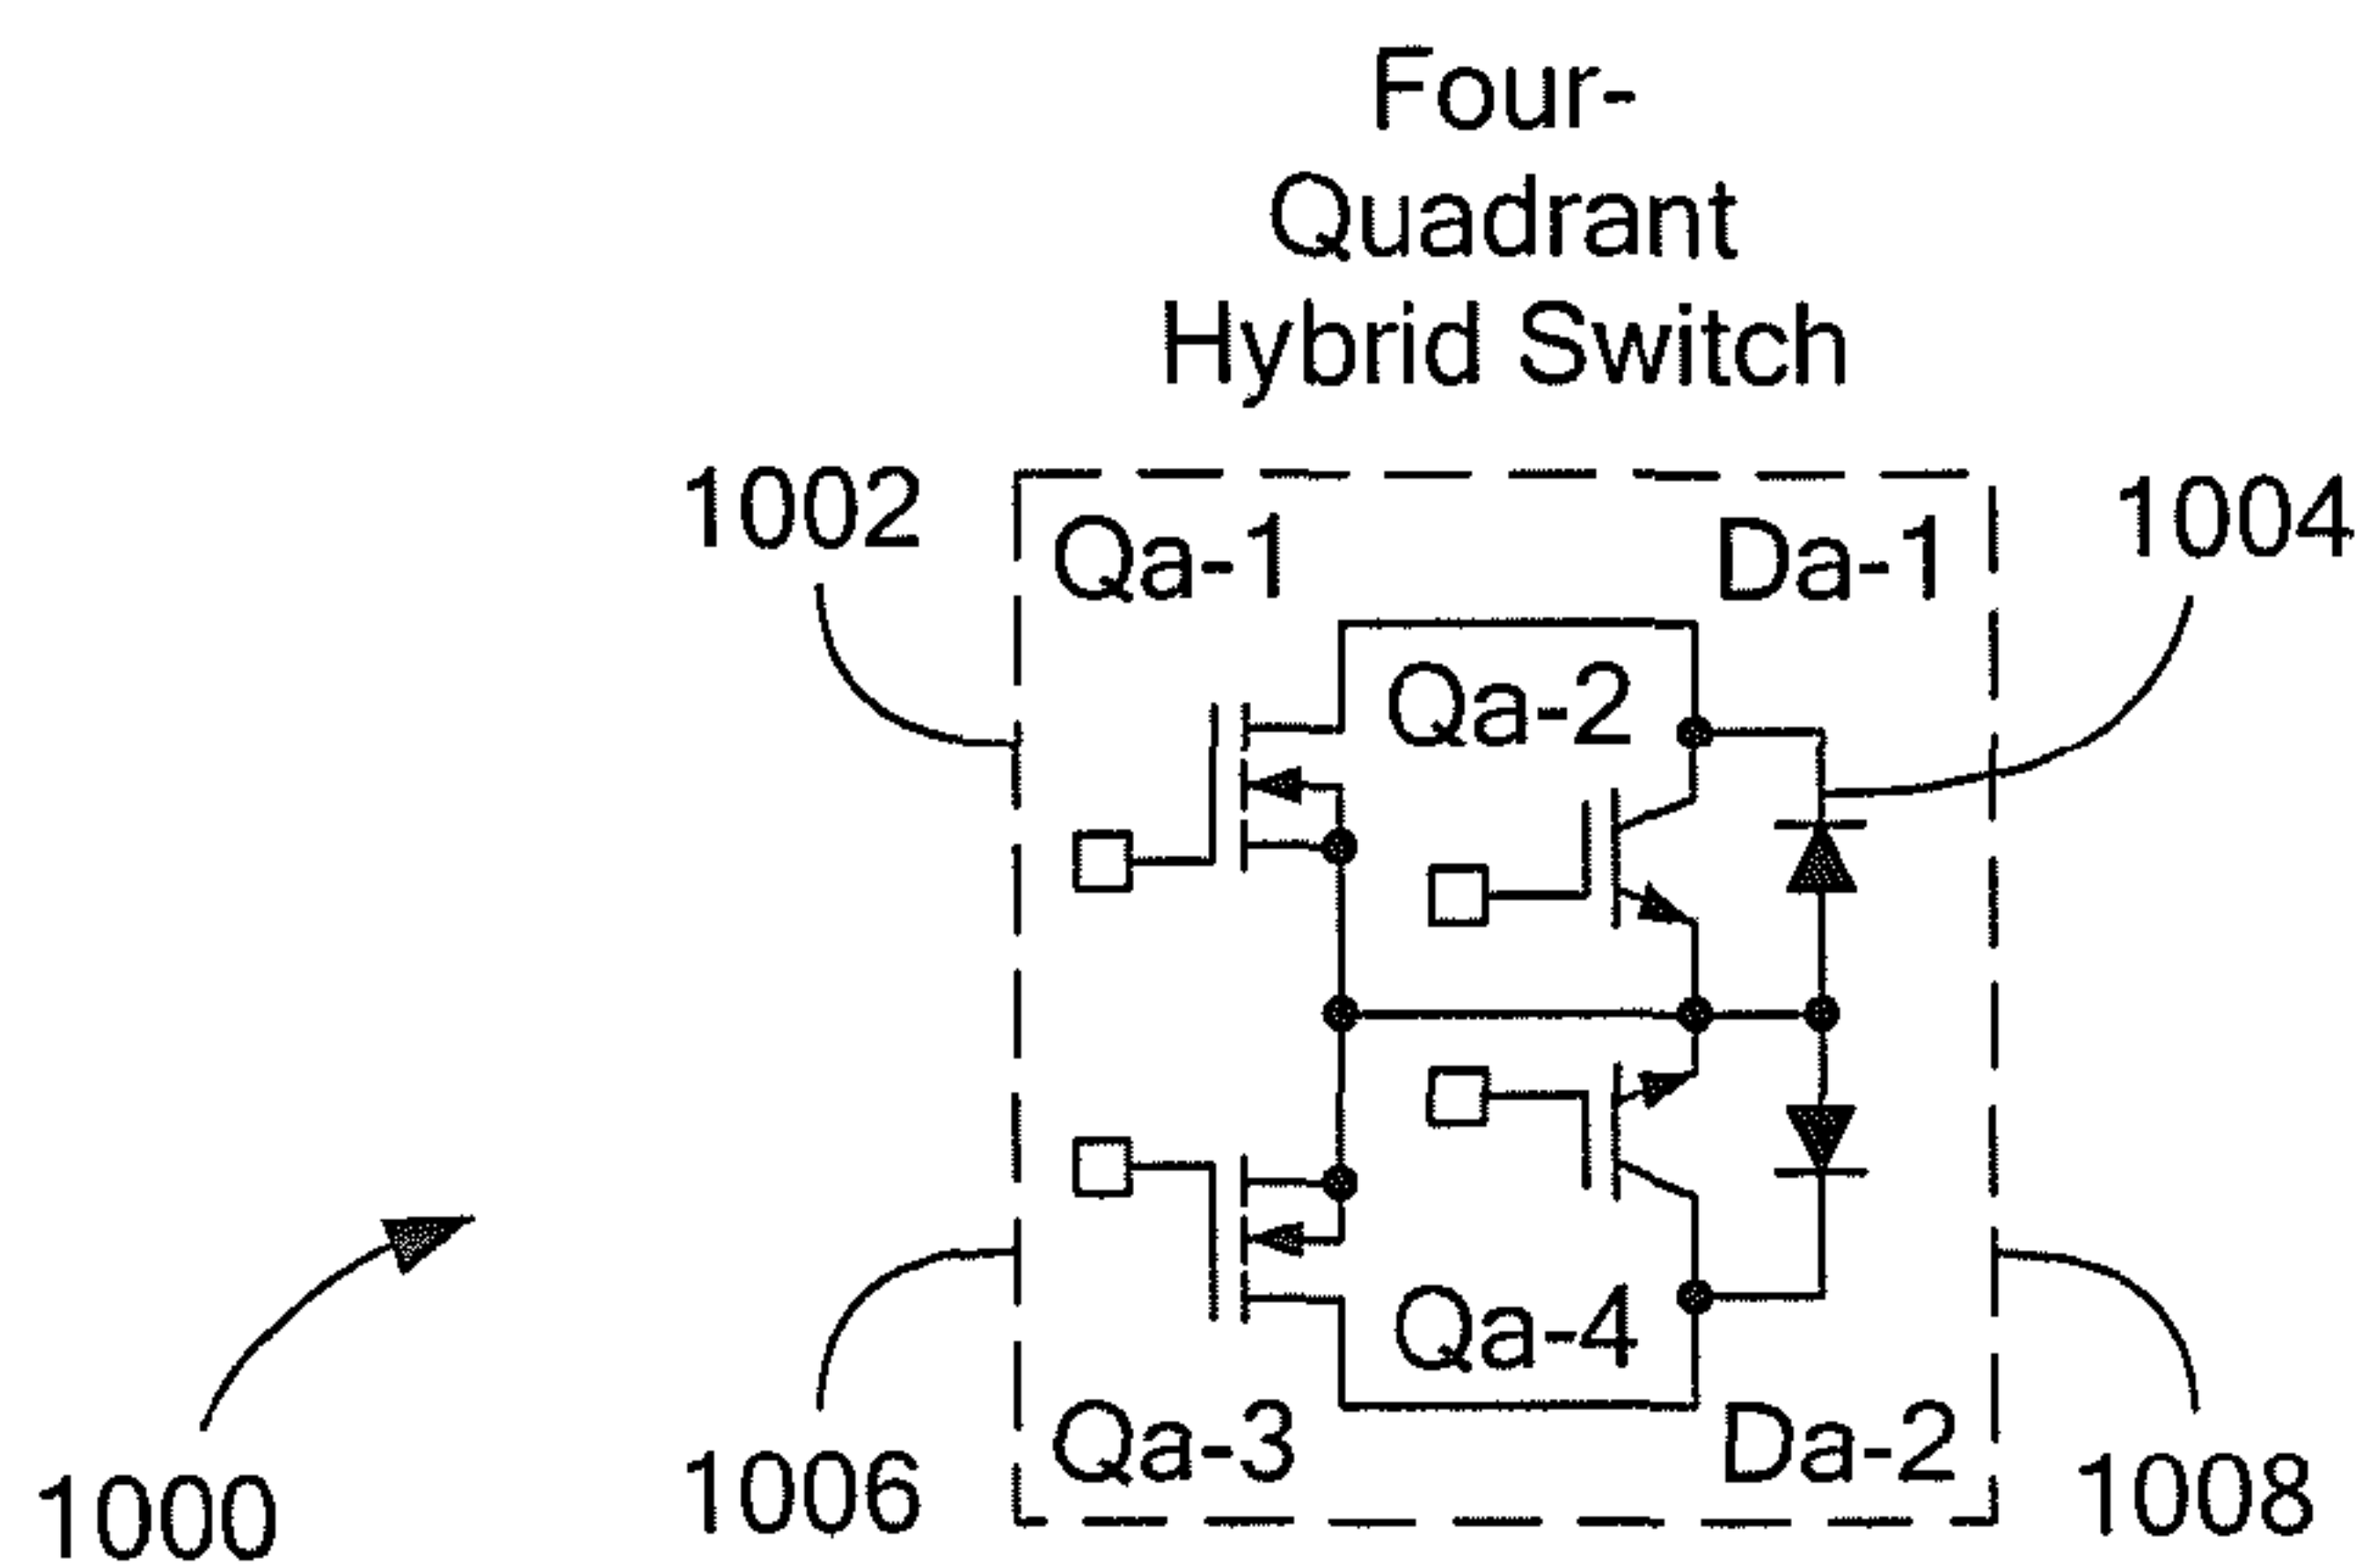 Four-
Quadrant
Hybrid Switch
1002
1004
Qa-1
Da-1
Qa-2
Qa-4
Qa-3
Da-2
1000
1006
1008